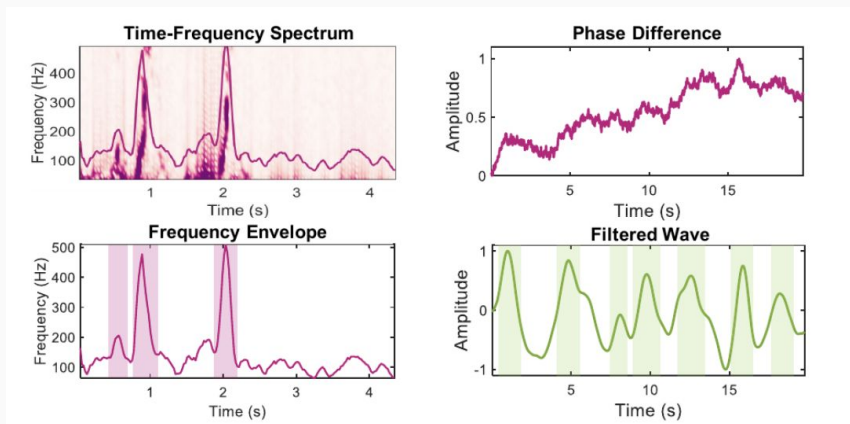 Time-Frequency Spectrum
Frequency (Hz)
400
300
200
100
1
2
3
4
Time (s)
Phase Difference
Amplitude
1
0.5
0
5
10
15
Time (s)
Frequency Envelope
Frequency (Hz)
500
400
300
200
100
1
2
3
4
Time (s)
Filtered Wave
Amplitude
1
0
-1
5
10
15
Time (s)